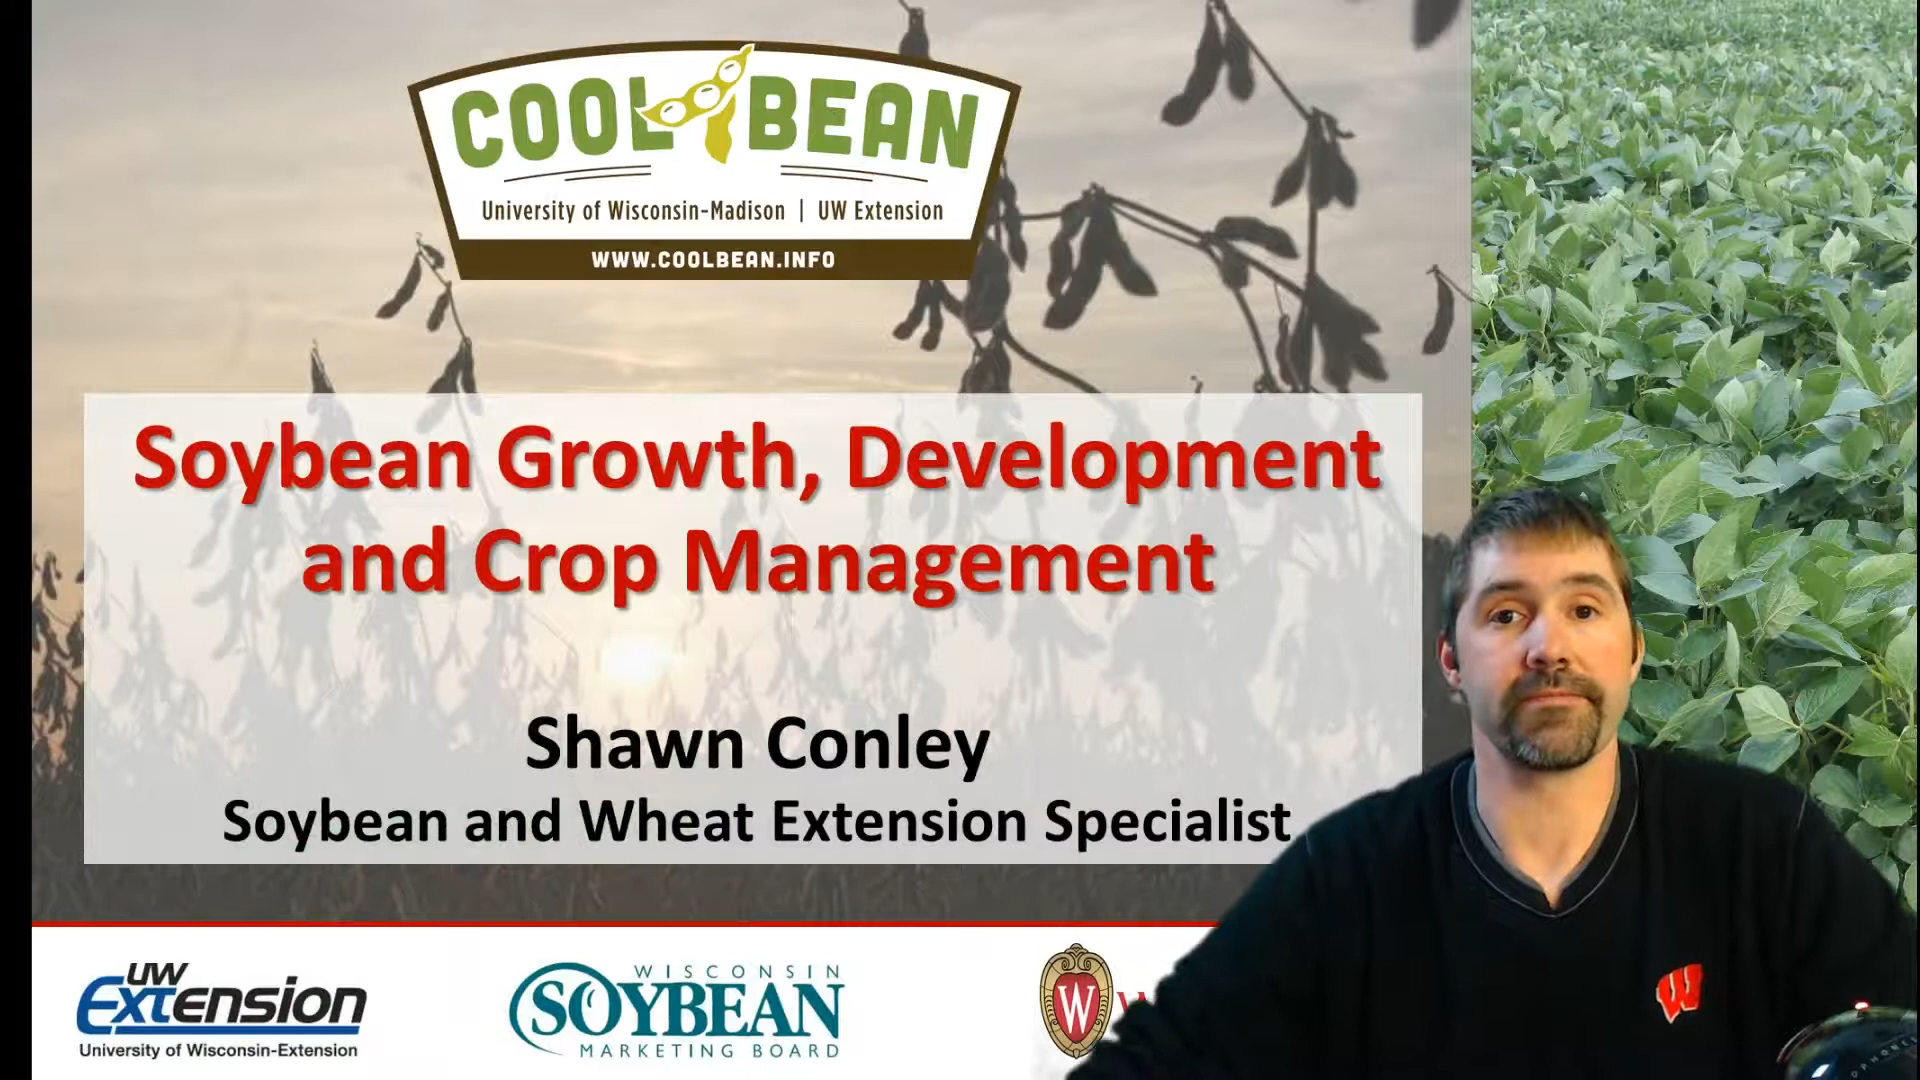 COOL BEAN
University of Wisconsin-Madison | UW Extension
WWW.COOLBEAN.INFO
Soybean Growth, Development
and Crop Management
Shawn Conley
Soybean and Wheat Extension Specialist
UW
Extension
University of Wisconsin-Extension
WISCONSIN
SOYBEAN
MARKETING BOARD
W
W